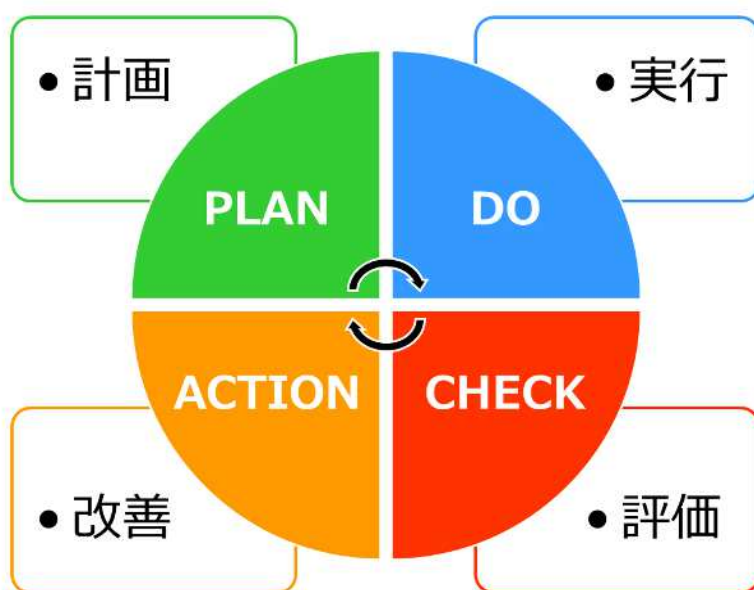 • 計画
• 実行
PLAN
DO
ACTION
CHECK
• 改善
• 評価